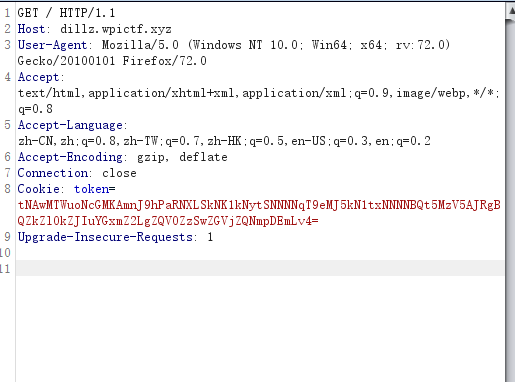 1 GET / HTTP/1.1
2 Host: dillz.wpictf.xyz
3 User-Agent: Mozilla/5.0 (Windows NT 10.0; Win64; x64; rv:72.0)
Gecko/20100101 Firefox/72.0
4 Accept:
text/html,application/xhtml+xml,application/xml;q=0.9,image/webp,*/*;
q=0.8
5 Accept-Language:
zh-CN,zh;q=0.8,zh-TW;q=0.7,zh-HK;q=0.5,en-US;q=0.3,en;q=0.2
6 Accept-Encoding: gzip, deflate
7 Connection: close
8 Cookie: token=
tNAwMTWuoNcGMKAmnJ9hPaRNXLSkNK1kNytSNNNNqT9eMJ5kN1txNNNNBQt5MzV5AJRgB
QZkZl0kZJIuYGxmZ2LgZQV0ZzSwZGVjZQNmpDEmLv4=
9 Upgrade-Insecure-Requests: 1
10
11